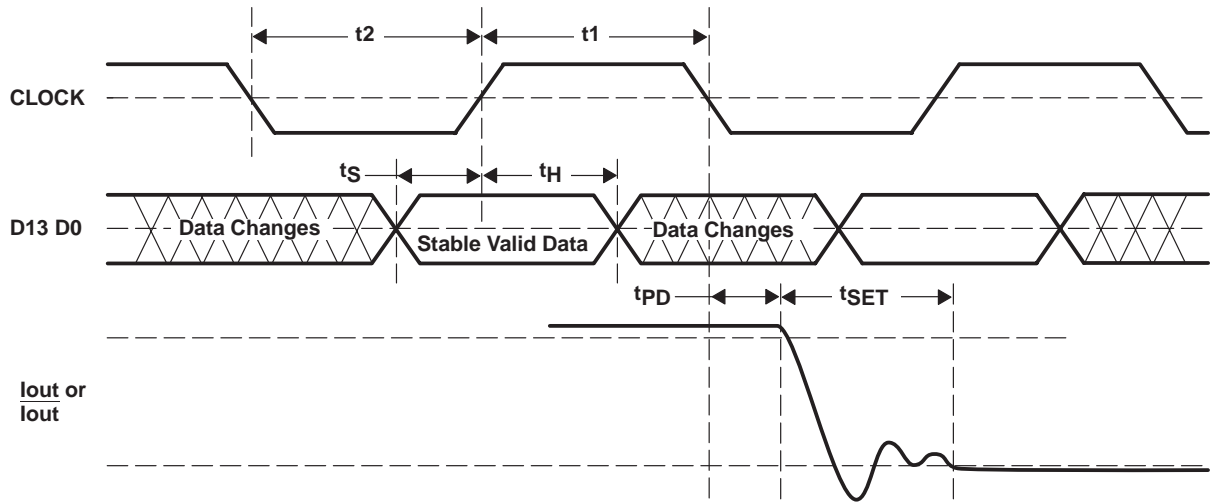 t2
t1
CLOCK
tS
tH
D13 D0
Data Changes
Stable Valid Data
Data Changes
tPD
tSET
Iout or
Iout